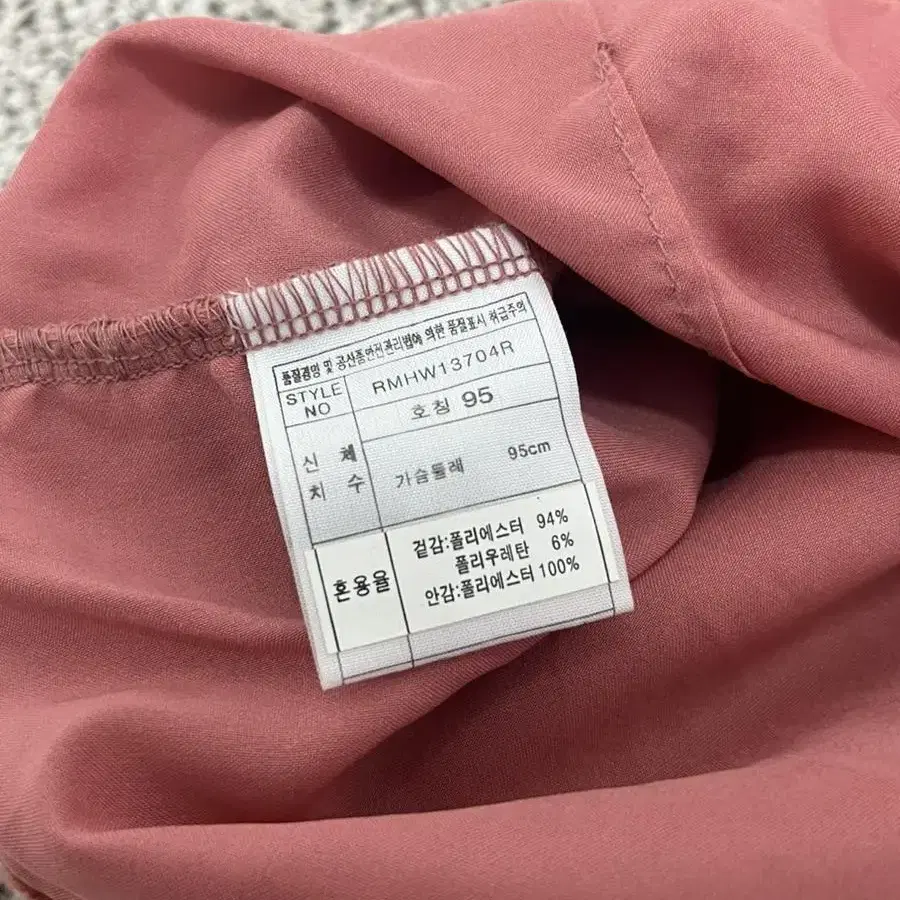 품질경영 및 공산품안전관리법에 의한 품질표시 취급주의
STYLE NO RMHW13704R
호칭 95
신체 치수 가슴둘레 95cm
혼용율 겉감:폴리에스터 94%
폴리우레탄 6%
안감:폴리에스터 100%